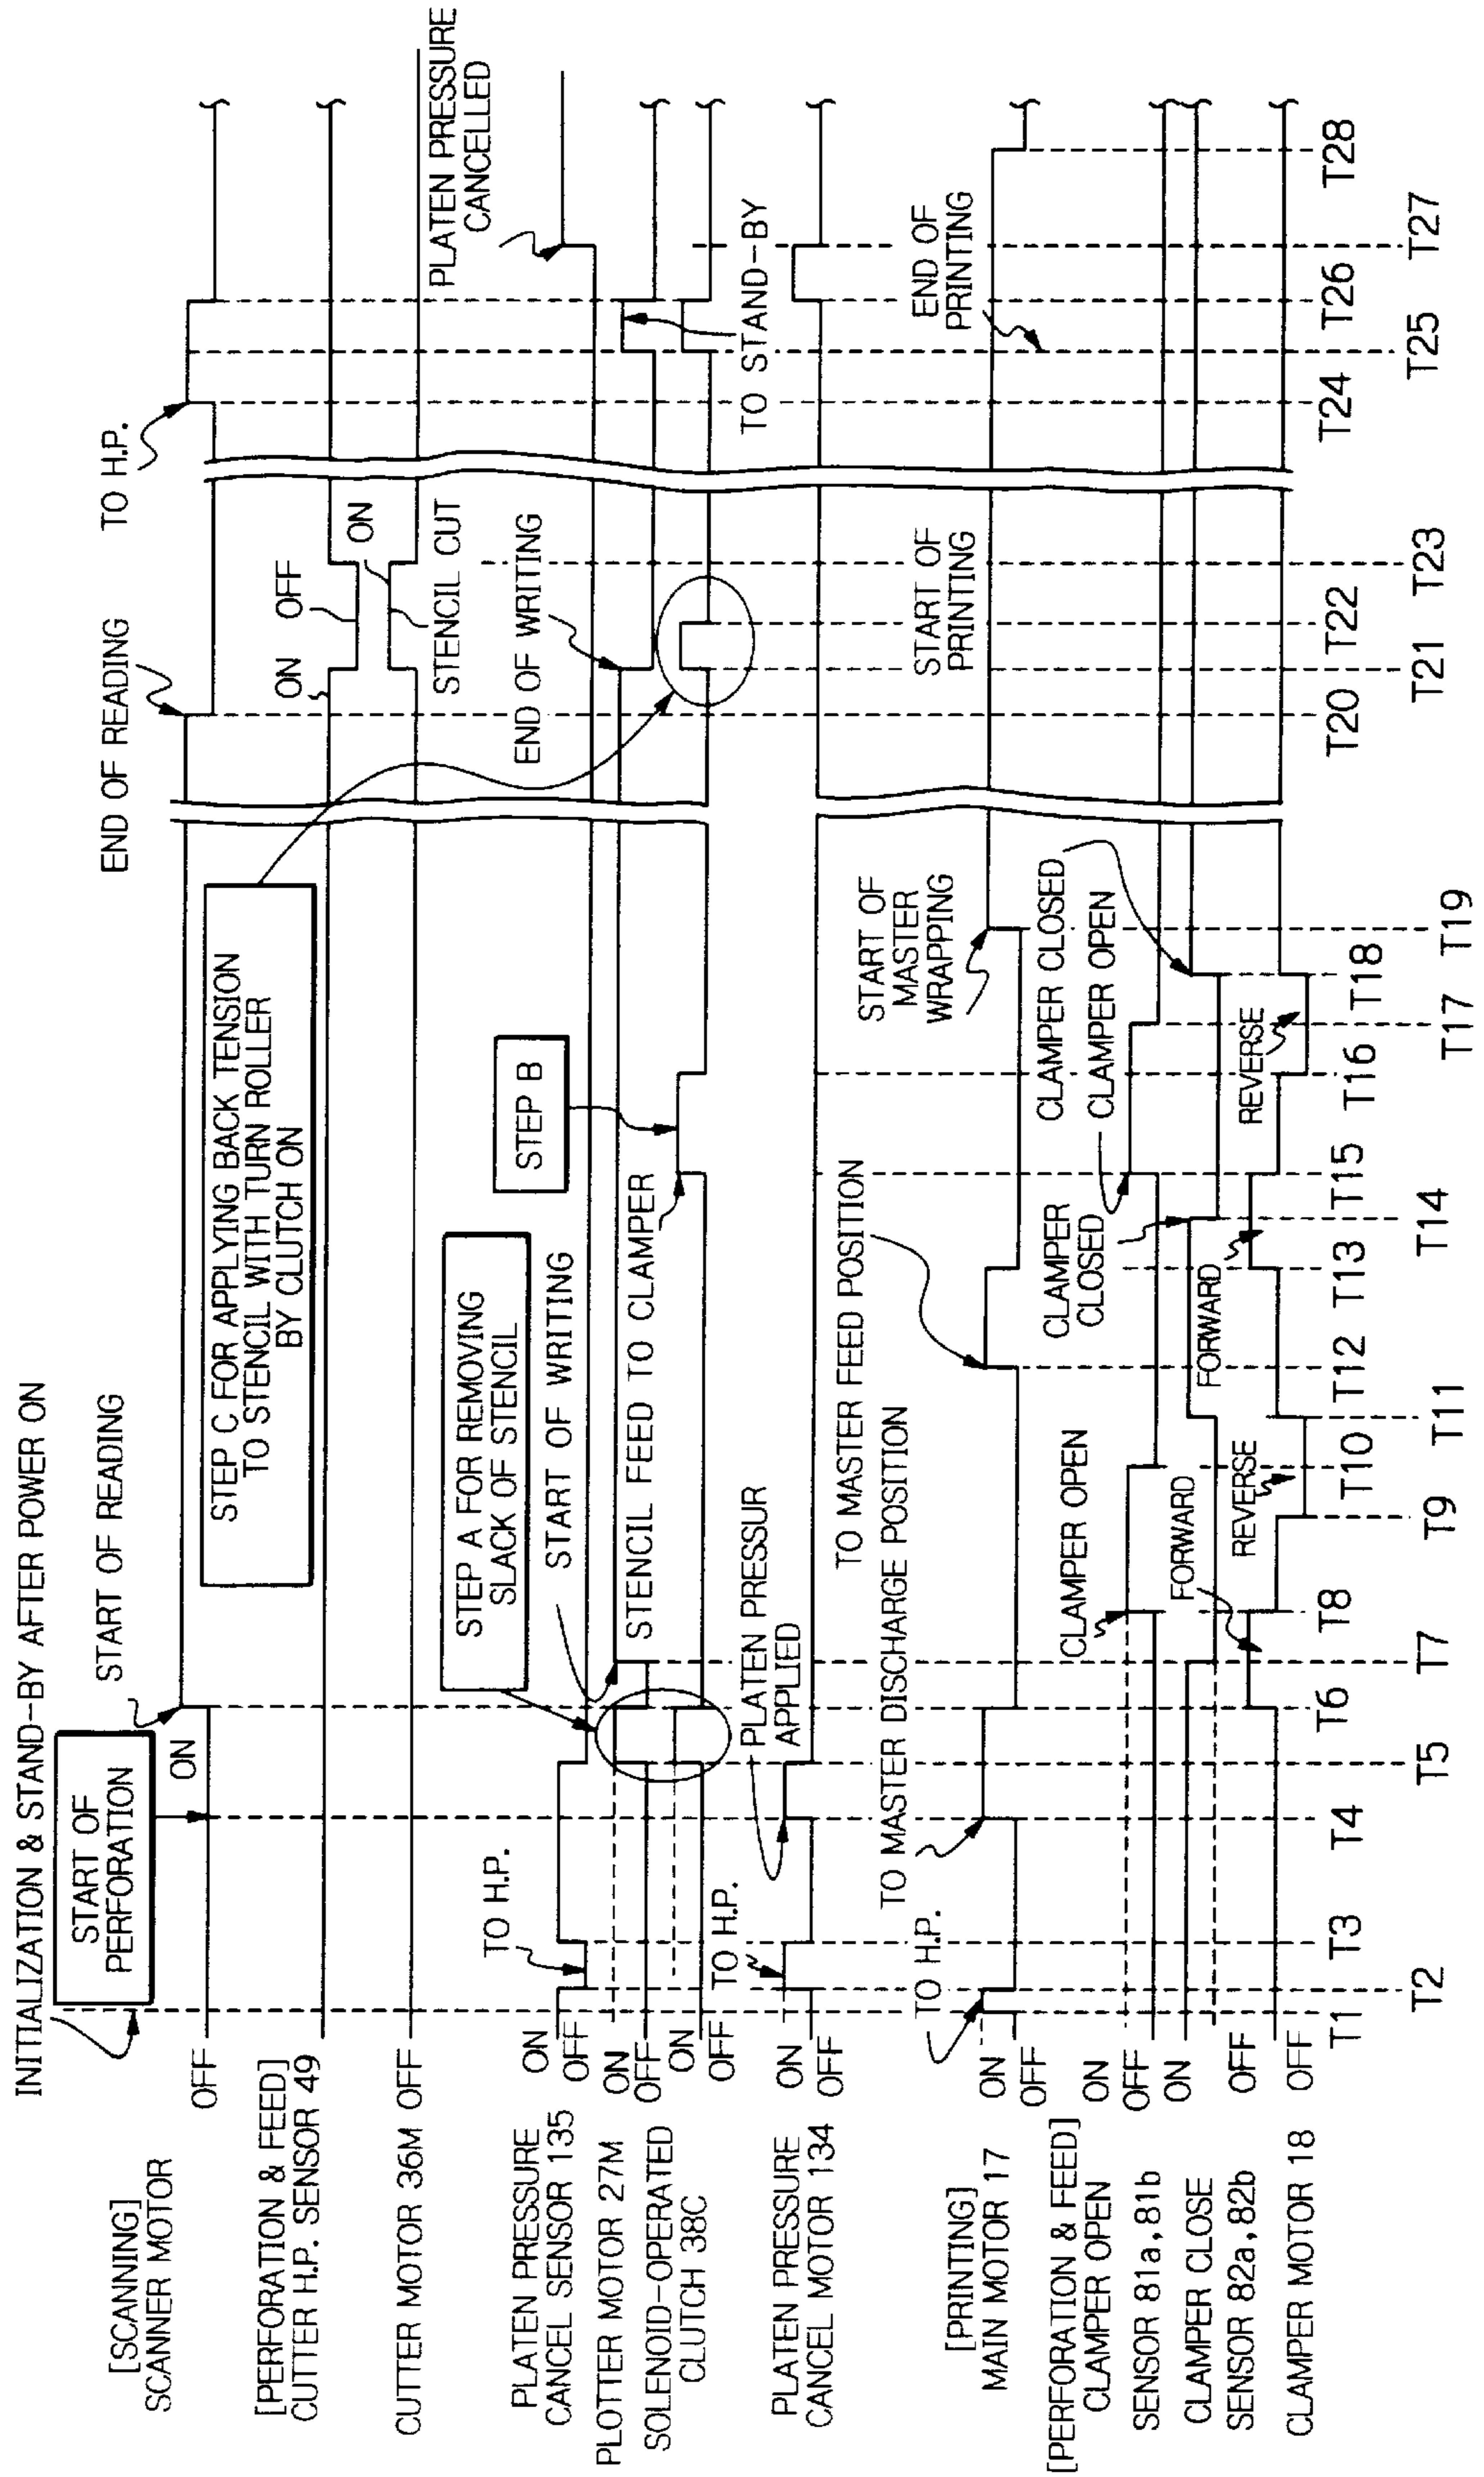 INITIALIZATION & STAND-BY AFTER POWER ON
START OF
PERFORATION
START OF READING
END OF READING
TO H.P.
[SCANNING]
SCANNER MOTOR
OFF
ON
STEP C FOR APPLYING BACK TENSION
TO STENCIL WITH TURN ROLLER
BY CLUTCH ON
[PERFORATION & FEED]
CUTTER H.P. SENSOR 49
ON
OFF
ON
CUTTER MOTOR 36M OFF
STENCIL CUT
PLATEN PRESSURE
CANCELLED
PLATEN PRESSURE
CANCEL SENSOR 135
ON
OFF
TO H.P.
STEP A FOR REMOVING
SLACK OF STENCIL
STEP B
END OF WRITING
START OF WRITING
PLOTTER MOTOR 27M
ON
OFF
STENCIL FEED TO CLAMPER
SOLENOID-OPERATED
CLUTCH 38C
ON
OFF
TO H.P.
PLATEN PRESSUR
APPLIED
TO STAND-BY
PLATEN PRESSURE
CANCEL MOTOR 134
ON
OFF
TO MASTER FEED POSITION
TO MASTER DISCHARGE POSITION
START OF
MASTER
WRAPPING
START OF
PRINTING
END OF
PRINTING
TO H.P.
[PRINTING]
MAIN MOTOR 17
ON
OFF
[PERFORATION & FEED]
CLAMPER OPEN
SENSOR 81a,81b
ON
OFF
CLAMPER OPEN
CLAMPER
CLOSED
CLAMPER CLOSED
CLAMPER OPEN
CLAMPER CLOSE
SENSOR 82a,82b
ON
OFF
FORWARD
REVERSE
FORWARD
REVERSE
CLAMPER MOTOR 18
OFF
T1
T3
T4
T6
T8
T10
T12
T13
T15
T16
T18
T20
T22
T24
T26
T28
T2
T5
T7
T9
T11
T14
T17
T19
T21
T23
T25
T27